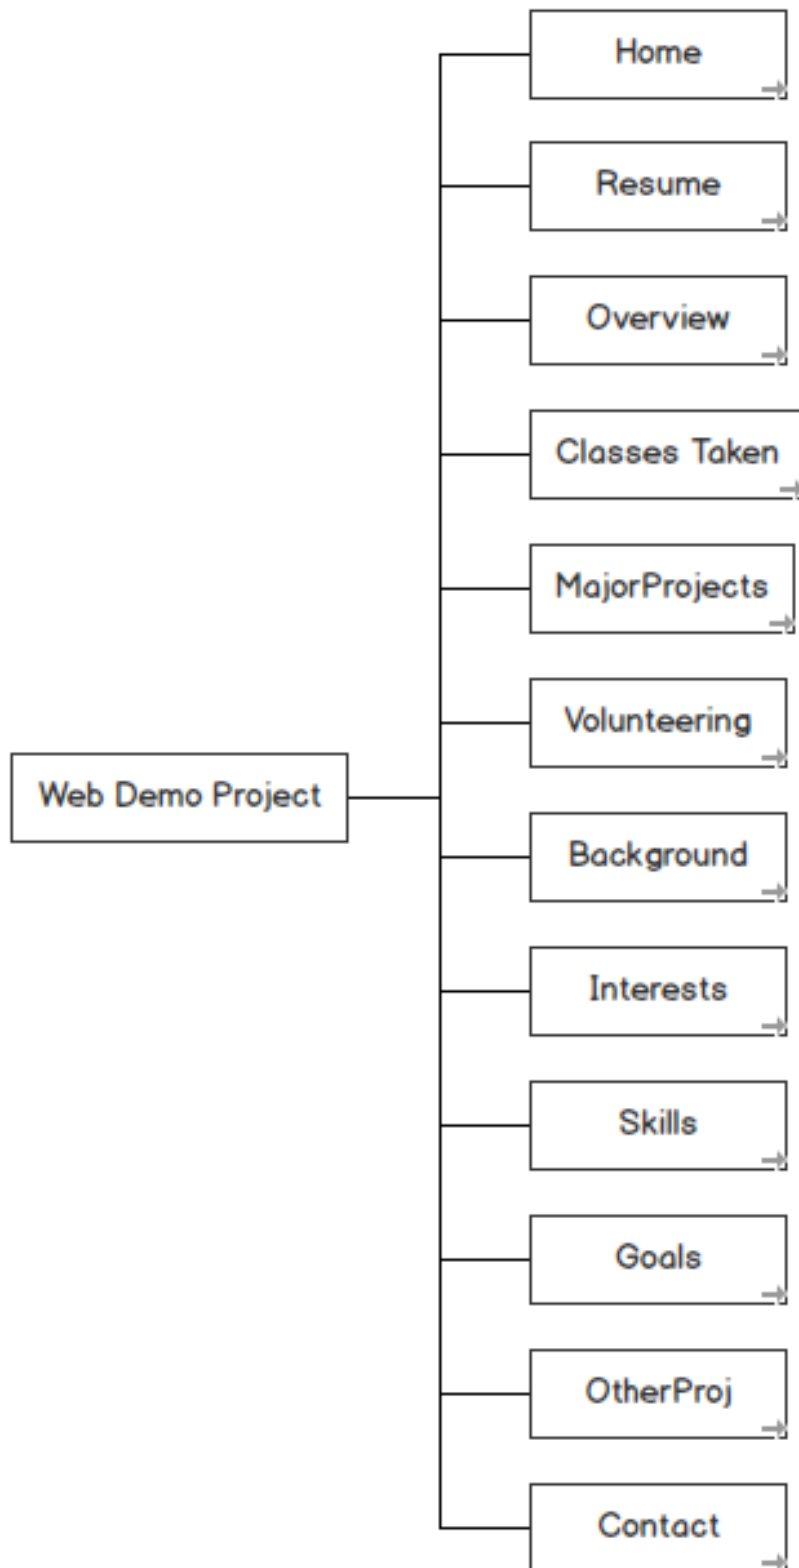 Home
Resume
Overview
Classes Taken
MajorProjects
Volunteering
Web Demo Project
Background
Interests
Skills
Goals
OtherProj
Contact